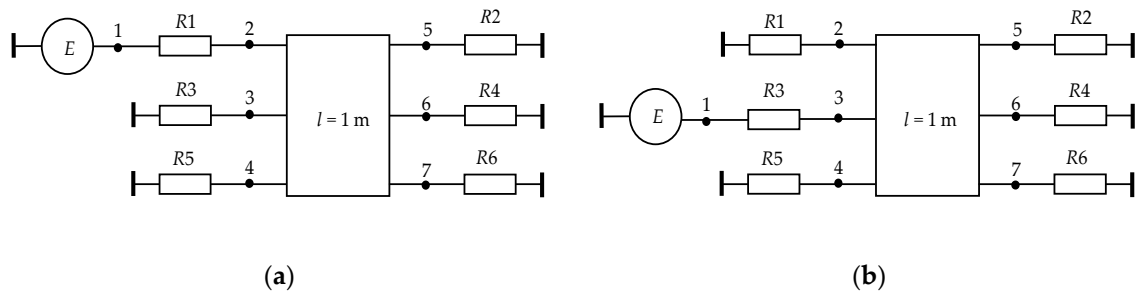 1 R1 2 5 R2
E
R3 3 6 R4
l = 1 m
R5 4 7 R6
(a)
R1 2 5 R2
1 R3 3 6 R4
E
l = 1 m
R5 4 7 R6
(b)